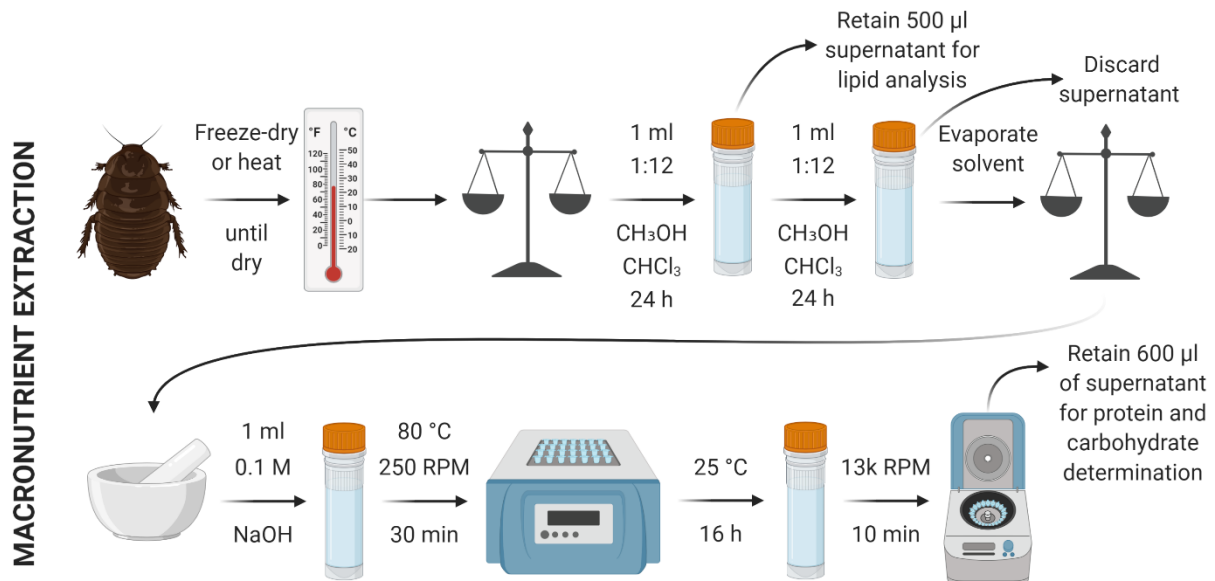 MACRONUTRIENT EXTRACTION
Freeze-dry
or heat
until
dry
°F
°C
120
100
80
60
40
20
0
50
40
30
20
10
0
10
20
1 ml
1:12
CH₃OH
CHCl₃
24 h
Retain 500 µl
supernatant for
lipid analysis
1 ml
1:12
CH₃OH
CHCl₃
24 h
Discard
supernatant
Evaporate
solvent
1 ml
0.1 M
NaOH
80 °C
250 RPM
30 min
25 °C
16 h
13k RPM
10 min
Retain 600 µl
of supernatant
for protein and
carbohydrate
determination